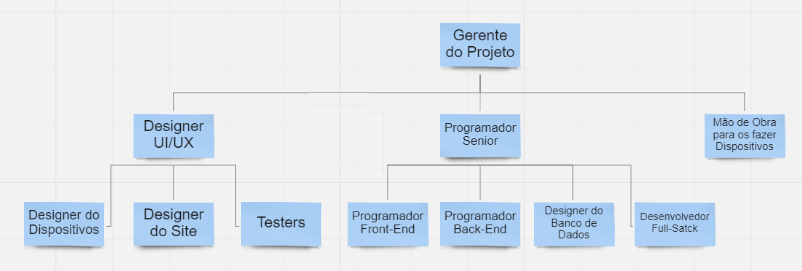 Gerente
do Projeto
Designer
UI/UX
Programador
Senior
Mão de Obra
para os fazer
Dispositivos
Designer do
Dispositivos
Designer
do Site
Testers
Programador
Front-End
Programador
Back-End
Designer do
Banco de
Dados
Desenvolvedor
Full-Satck